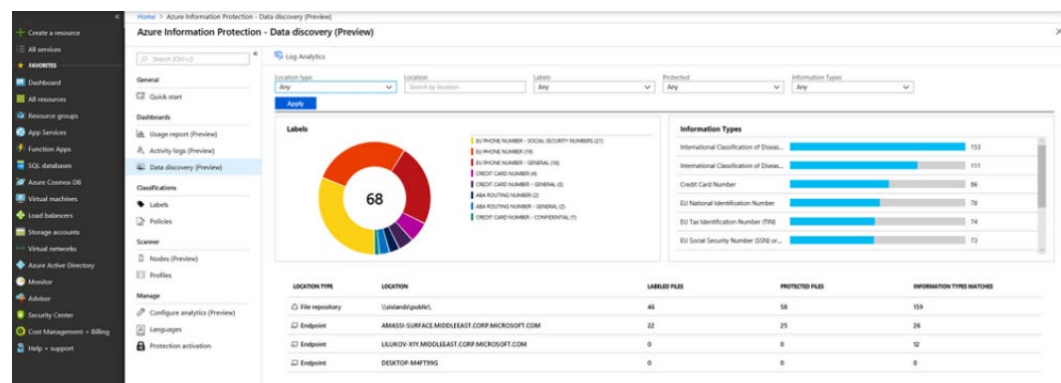 Home > Azure Information Protection - Data discovery (Preview)
Azure Information Protection - Data discovery (Preview)
Create a resource
All services
FAVORITES
Dashboard
All resources
Resource groups
App Services
Function Apps
SQL databases
Azure Cosmos DB
Virtual machines
Load balancers
Storage accounts
Virtual networks
Azure Active Directory
Monitor
Advisor
Security Center
Cost Management + Billing
Help + support
Search (Ctrl+/)
General
Quick start
Dashboards
Usage report (Preview)
Activity logs (Preview)
Data discovery (Preview)
Classifications
Labels
Policies
Scanner
Nodes (Preview)
Profiles
Manage
Configure analytics (Preview)
Languages
Protection activation
Log Analytics
Location type Location Labels Protected Information Types
Any Search by location Any Any Any
Apply
Labels
68
EU PHONE NUMBER - SOCIAL SECURITY NUMBERS (21)
EU PHONE NUMBER (19)
EU PHONE NUMBER - GENERAL (16)
CREDIT CARD NUMBER (4)
CREDIT CARD NUMBER - GENERAL (3)
ABA ROUTING NUMBER (2)
ABA ROUTING NUMBER - GENERAL (2)
CREDIT CARD NUMBER - CONFIDENTIAL (1)
Information Types
International Classification of Diseas... 153
International Classification of Diseas... 111
Credit Card Number 86
EU National Identification Number 78
EU Tax Identification Number (TIN) 74
EU Social Security Number (SSN) or... 73
LOCATION TYPE LOCATION LABELED FILES PROTECTED FILES INFORMATION TYPES MATCHES
File repository 46 58 159
Endpoint AMASSI-SURFACE.MIDDLEEAST.CORP.MICROSOFT.COM 22 25 26
Endpoint LILUKOV-XIY.MIDDLEEAST.CORP.MICROSOFT.COM 0 0 12
Endpoint DESKTOP-M4FT99G 0 0 0